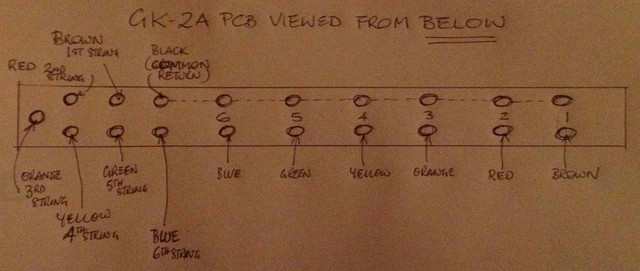 GK-2A PCB VIEWED FROM BELOW
BROWN
1ST STRING
BLACK
(COMMON
RETURN)
RED 2ND
STRING
6 5 4 3 2 1
ORANGE
3RD
STRING
GREEN
5TH
STRING
BLUE GREEN YELLOW ORANGE RED BROWN
YELLOW
4TH STRING
BLUE
6TH STRING